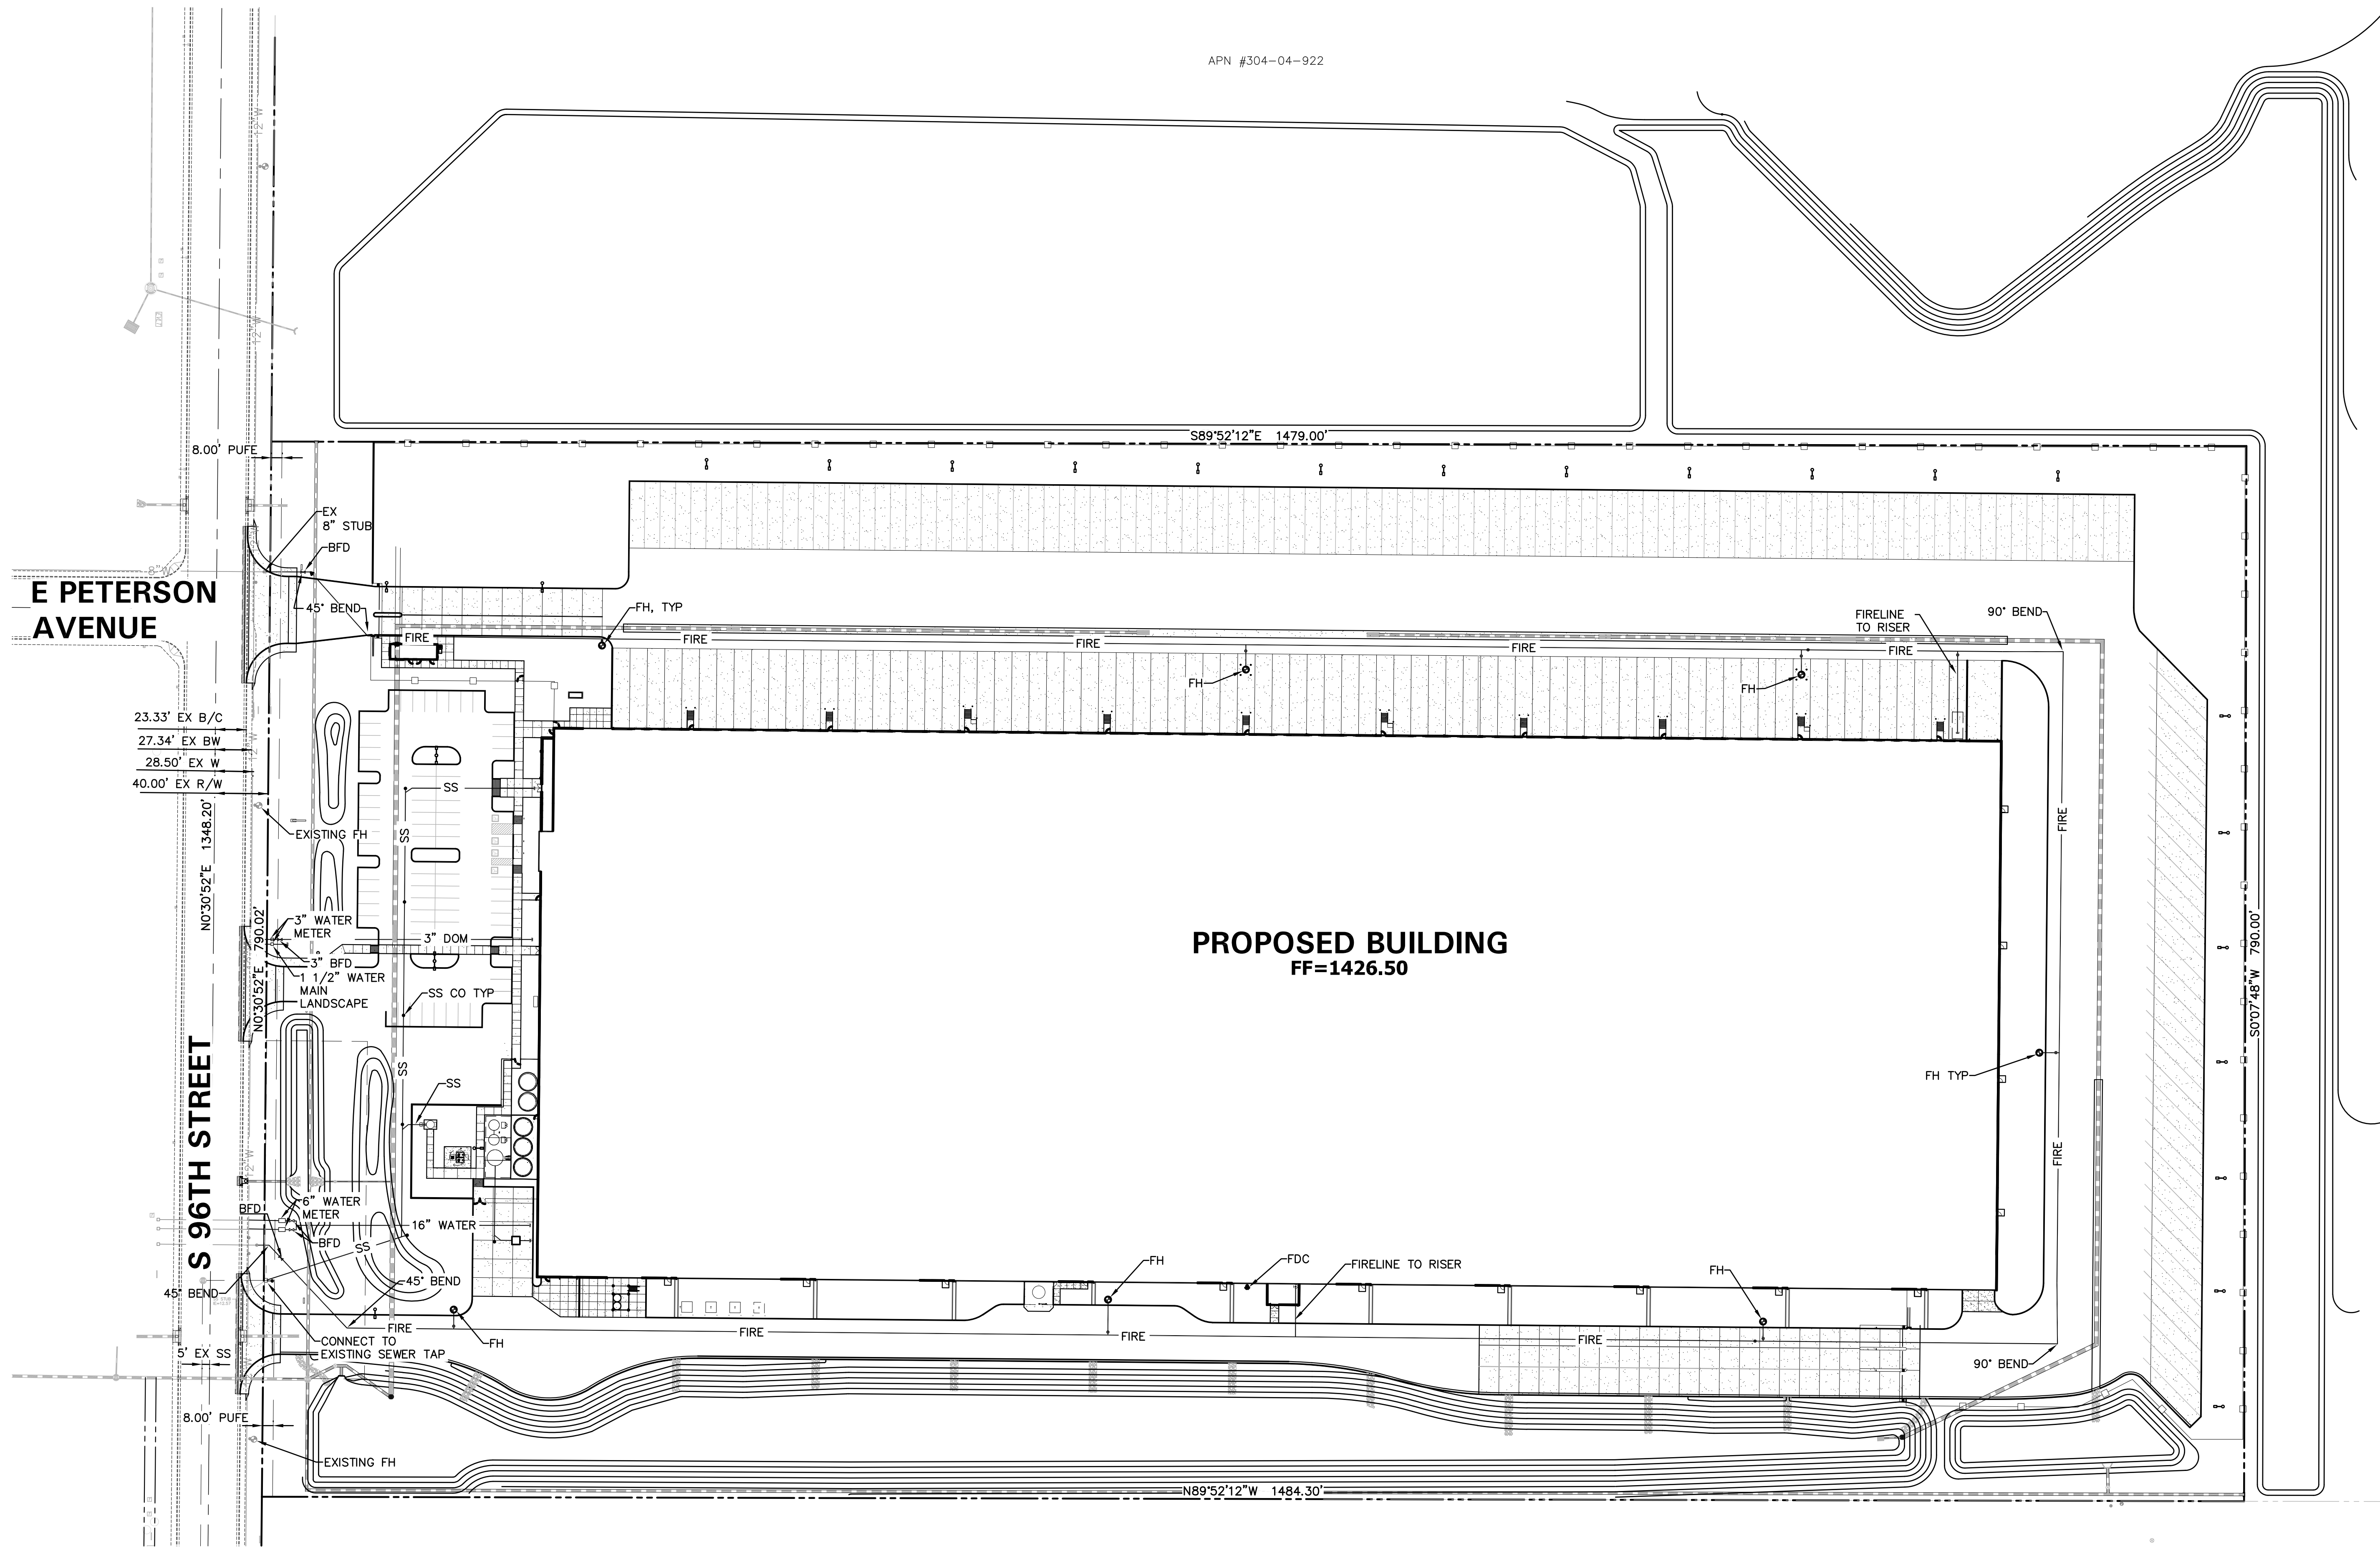 APN #304-04-922
12"W
12"W
S89°52'12"E 1479.00'
8.00' PUFE
EX
8" STUB
BFD
8"W
E PETERSON
AVENUE
45° BEND
FIRE
FH, TYP
FIRE
FIRE
FIRE
FIRE
FIRELINE
TO RISER
90° BEND
FH
FH
23.33' EX B/C
27.34' EX BW
28.50' EX W
40.00' EX R/W
12"W
N0°30'52"E 1348.20'
EXISTING FH
SS
SS
FIRE
N0°30'52"E 790.02'
3" WATER
METER
3" DOM
3" BFD
1 1/2" WATER
MAIN
LANDSCAPE
SS CO TYP
PROPOSED BUILDING
FF=1426.50
S0°07'48"W 790.00'
S 96TH STREET
SS
SS
FH TYP
FIRE
12"W
6" WATER
METER
BFD
16" WATER
BFD
SS
45° BEND
45° BEND
FH
FDC
FIRELINE TO RISER
FH
FIRE
FH
FIRE
FIRE
FIRE
CONNECT TO
EXISTING SEWER TAP
5' EX SS
90° BEND
8.00' PUFE
EXISTING FH
N89°52'12"W 1484.30'